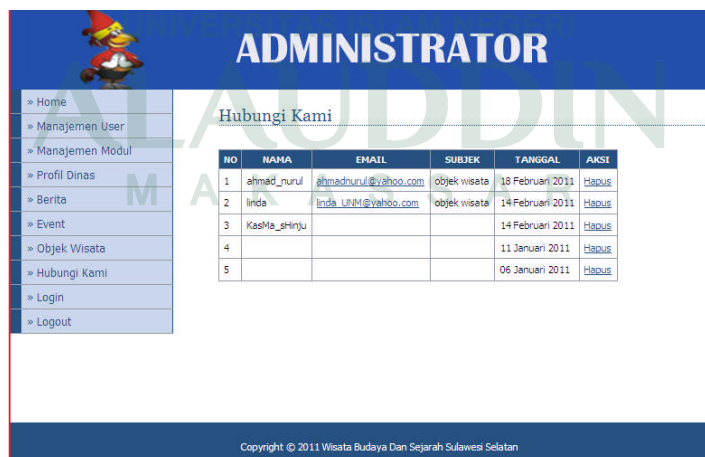 UNIVERSITAS ISLAM NEGERI
ADMINISTRATOR
ALAUDDIN
MAKASSAR
» Home
» Manajemen User
» Manajemen Modul
» Profil Dinas
» Berita
» Event
» Objek Wisata
» Hubungi Kami
» Login
» Logout
Hubungi Kami
NO NAMA EMAIL SUBJEK TANGGAL AKSI
1 ahmad_nurul ahmadnurul@yahoo.com objek wisata 18 Februari 2011 Hapus
2 linda linda_UNM@yahoo.com objek wisata 14 Februari 2011 Hapus
3 KasMa_sHinju 14 Februari 2011 Hapus
4 11 Januari 2011 Hapus
5 06 Januari 2011 Hapus
Copyright © 2011 Wisata Budaya Dan Sejarah Sulawesi Selatan